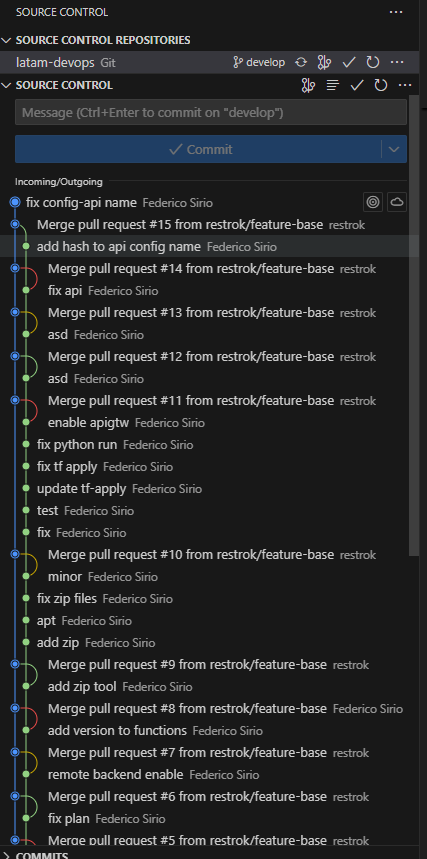 SOURCE CONTROL
SOURCE CONTROL REPOSITORIES
latam-devops Git develop
SOURCE CONTROL
Message (Ctrl+Enter to commit on "develop")
Commit
Incoming/Outgoing
fix config-api name Federico Sirio
Merge pull request #15 from restrok/feature-base restrok
add hash to api config name Federico Sirio
Merge pull request #14 from restrok/feature-base restrok
fix api Federico Sirio
Merge pull request #13 from restrok/feature-base restrok
asd Federico Sirio
Merge pull request #12 from restrok/feature-base restrok
asd Federico Sirio
Merge pull request #11 from restrok/feature-base restrok
enable apigtw Federico Sirio
fix python run Federico Sirio
fix tf apply Federico Sirio
update tf-apply Federico Sirio
test Federico Sirio
fix Federico Sirio
Merge pull request #10 from restrok/feature-base restrok
minor Federico Sirio
fix zip files Federico Sirio
apt Federico Sirio
add zip Federico Sirio
Merge pull request #9 from restrok/feature-base restrok
add zip tool Federico Sirio
Merge pull request #8 from restrok/feature-base Federico Sirio
add version to functions Federico Sirio
Merge pull request #7 from restrok/feature-base restrok
remote backend enable Federico Sirio
Merge pull request #6 from restrok/feature-base restrok
fix plan Federico Sirio
Merge pull request #5 from restrok/feature-base restrok
COMMITS